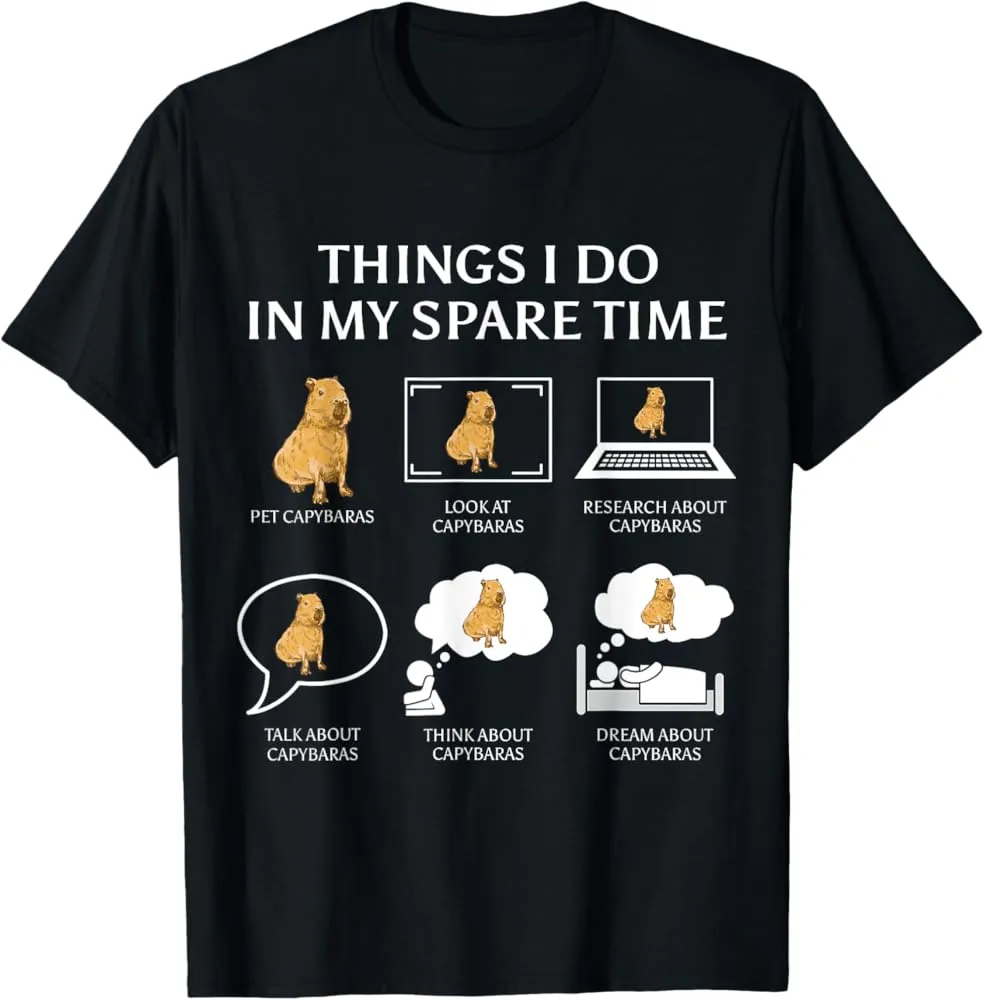 THINGS I DO
IN MY SPARE TIME
PET CAPYBARAS
LOOK AT
CAPYBARAS
RESEARCH ABOUT
CAPYBARAS
TALK ABOUT
CAPYBARAS
THINK ABOUT
CAPYBARAS
DREAM ABOUT
CAPYBARAS